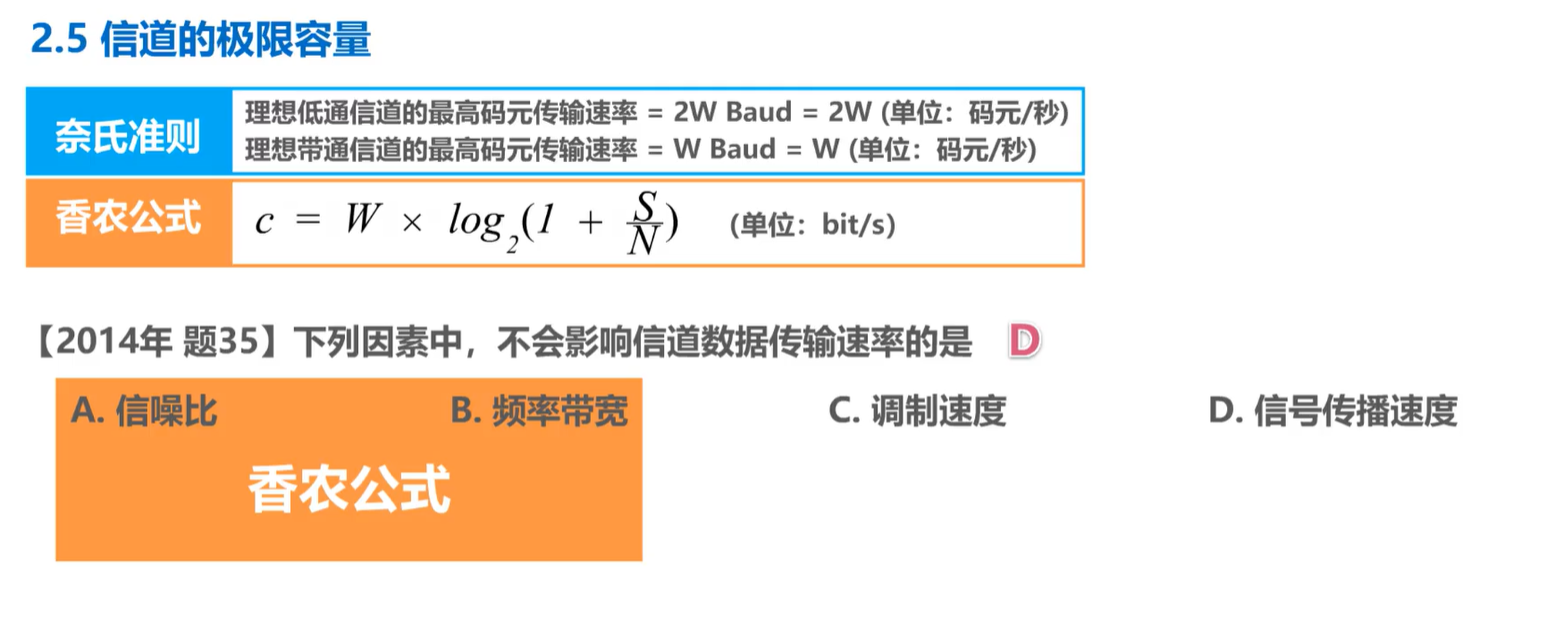 2.5 信道的极限容量
奈氏准则
理想低通信道的最高码元传输速率 = 2W Baud = 2W (单位：码元/秒)
理想带通信道的最高码元传输速率 = W Baud = W (单位：码元/秒)
香农公式
c = W × log₂(1 + S/N) (单位：bit/s)
【2014年 题35】下列因素中，不会影响信道数据传输速率的是 D
A. 信噪比 B. 频率带宽 C. 调制速度 D. 信号传播速度
香农公式